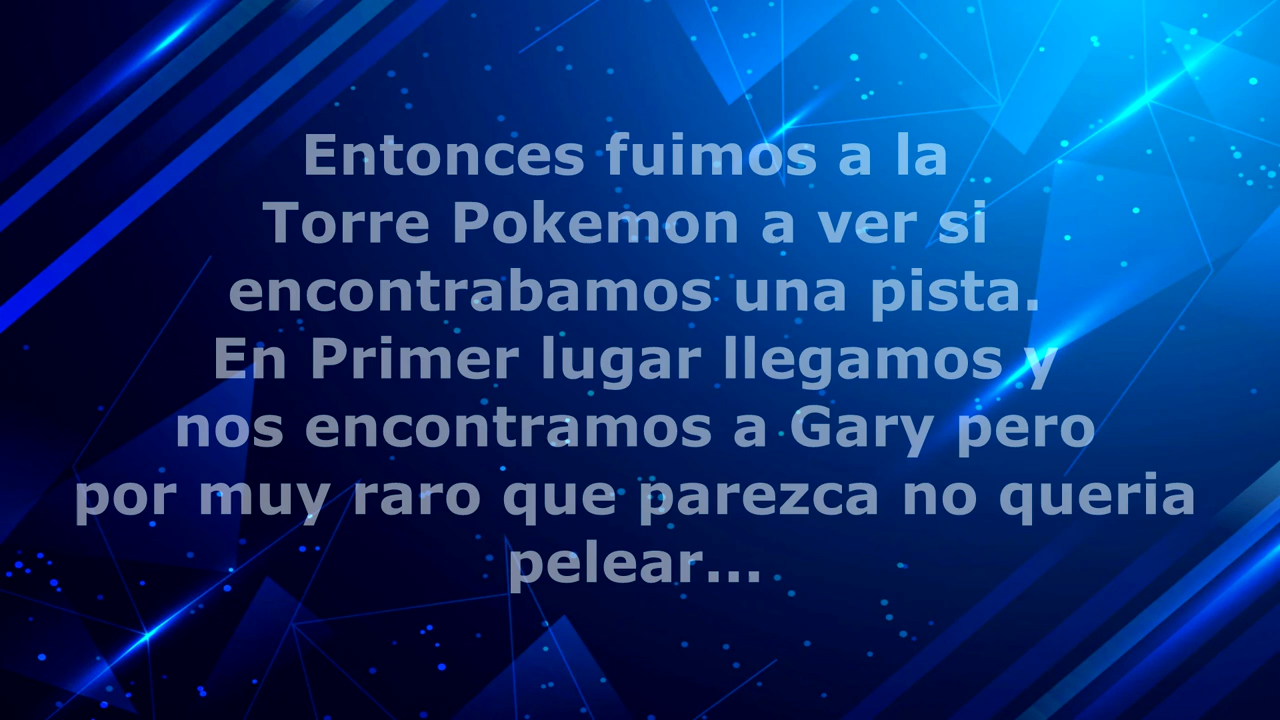 Entonces fuimos a la
Torre Pokemon a ver si
encontrabamos una pista.
En Primer lugar llegamos y
nos encontramos a Gary pero
por muy raro que parezca no queria
pelear...